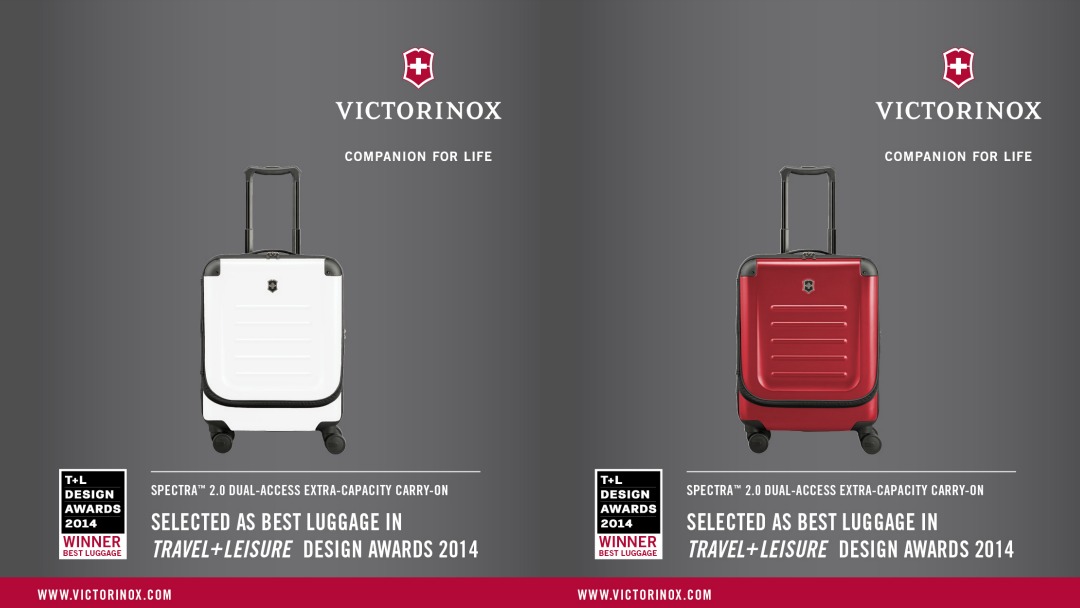 VICTORINOX
COMPANION FOR LIFE
T+L
DESIGN
AWARDS
2014
WINNER
BEST LUGGAGE
SPECTRA™ 2.0 DUAL-ACCESS EXTRA-CAPACITY CARRY-ON
SELECTED AS BEST LUGGAGE IN
TRAVEL+LEISURE DESIGN AWARDS 2014
WWW.VICTORINOX.COM
VICTORINOX
COMPANION FOR LIFE
T+L
DESIGN
AWARDS
2014
WINNER
BEST LUGGAGE
SPECTRA™ 2.0 DUAL-ACCESS EXTRA-CAPACITY CARRY-ON
SELECTED AS BEST LUGGAGE IN
TRAVEL+LEISURE DESIGN AWARDS 2014
WWW.VICTORINOX.COM